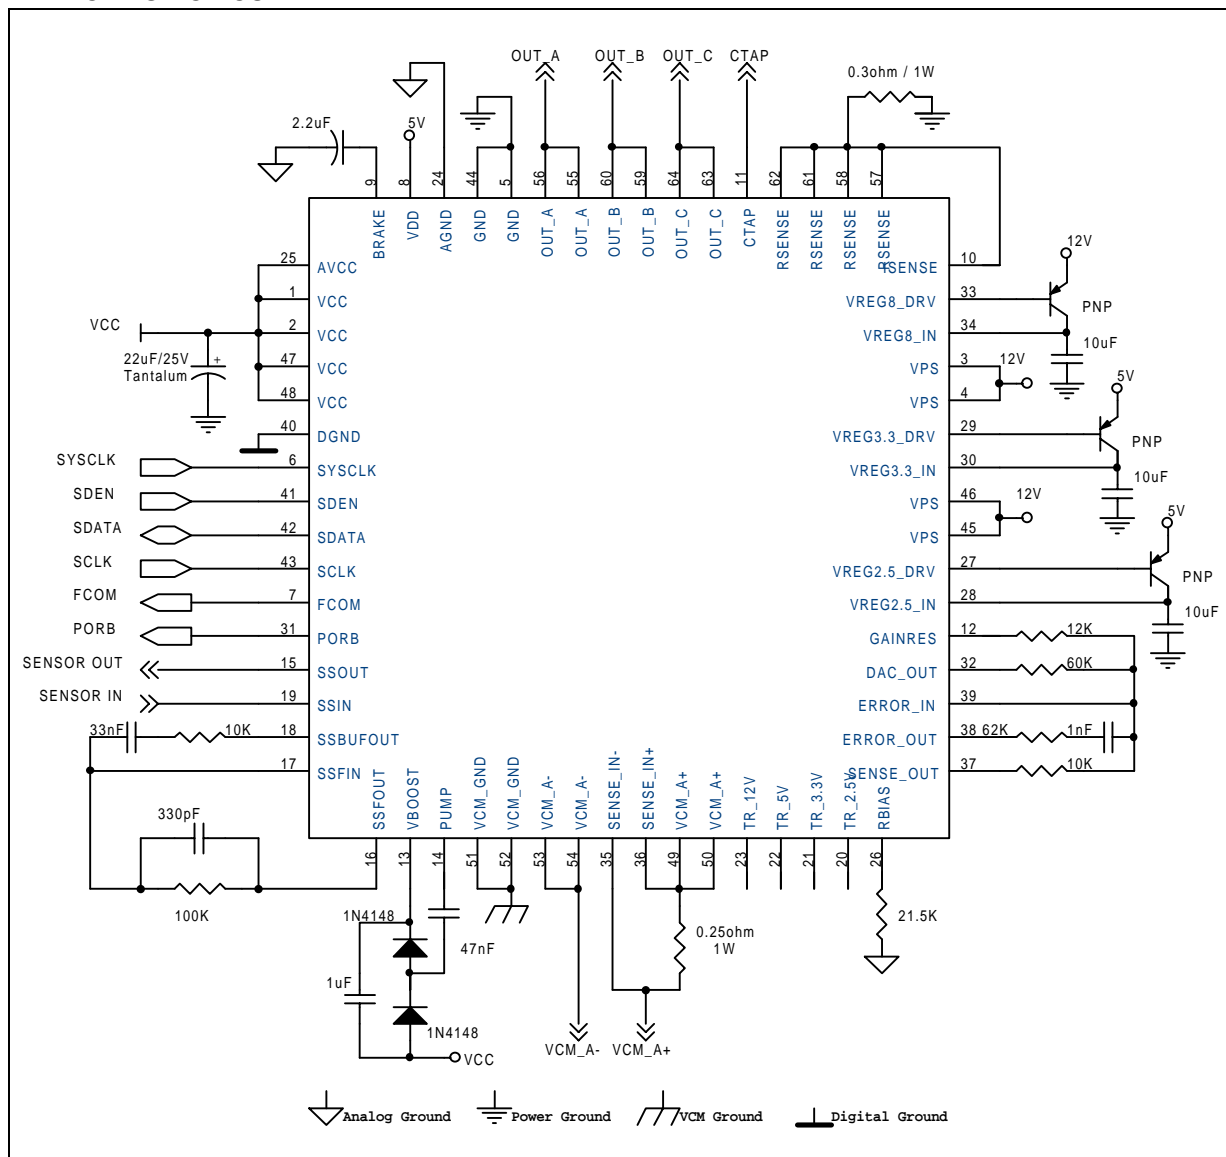 OUT_A OUT_B OUT_C CTAP
0.3ohm / 1W
2.2uF
5V
9 8 24 44 5 56 55 60 59 64 63 11 62 61 58 57
BRAKE VDD AGND GND GND OUT_A OUT_A OUT_B OUT_B OUT_C OUT_C CTAP RSENSE RSENSE RSENSE RSENSE
25 AVCC
1 VCC
VCC 2 VCC
22uF/25V +
Tantalum
47 VCC
48 VCC
40 DGND
SYSCLK 6 SYSCLK
SDEN 41 SDEN
SDATA 42 SDATA
SCLK 43 SCLK
FCOM 7 FCOM
PORB 31 PORB
SENSOR OUT 15 SSOUT
SENSOR IN 19 SSIN
33nF 10K 18 SSBUFOUT
17 SSFIN
ISENSE 10
12V
VREG8_DRV 33 PNP
VREG8_IN 34
10uF
VPS 3 12V
VPS 4
5V
VREG3.3_DRV 29 PNP
VREG3.3_IN 30
10uF
VPS 46 12V
VPS 45
5V
VREG2.5_DRV 27 PNP
VREG2.5_IN 28
10uF
GAINRES 12 12K
DAC_OUT 32 60K
ERROR_IN 39
ERROR_OUT 38 62K 1nF
SENSE_OUT 37 10K
SSFOUT VBOOST PUMP VCM_GND VCM_GND VCM_A- VCM_A- SENSE_IN- SENSE_IN+ VCM_A+ VCM_A+ TR_12V TR_5V TR_3.3V TR_2.5V RBIAS
16 13 14 51 52 53 54 35 36 49 50 23 22 21 20 26
330pF
100K
1N4148
47nF
1uF
1N4148
VCC
0.25ohm
1W
21.5K
VCM_A- VCM_A+
Analog Ground Power Ground VCM Ground Digital Ground